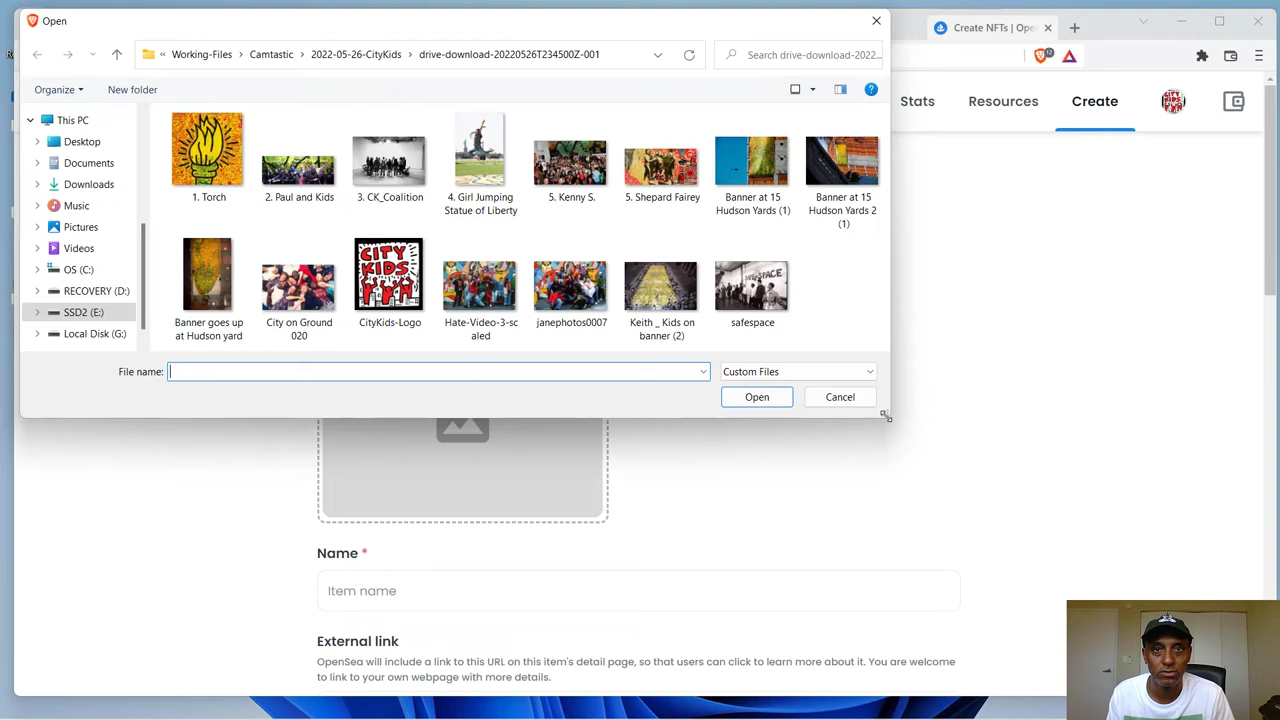 Open
Create NFTs | Ope
« Working-Files > Camtastic > 2022-05-26-CityKids > drive-download-20220526T234500Z-001
Search drive-download-2022...
12
Organize
New folder
Stats
Resources
Create
This PC
Desktop
Documents
Downloads
Music
Pictures
Videos
OS (C:)
RECOVERY (D:)
SSD2 (E:)
Local Disk (G:)
1. Torch
2. Paul and Kids
3. CK_Coalition
4. Girl Jumping
Statue of Liberty
5. Kenny S.
5. Shepard Fairey
Banner at 15
Hudson Yards (1)
Banner at 15
Hudson Yards 2
(1)
CITY
KIDS
Banner goes up
at Hudson yard
City on Ground
020
CityKids-Logo
Hate-Video-3-sc
aled
janephotos0007
Keith _ Kids on
banner (2)
safespace
File name:
Custom Files
Open
Cancel
Name *
Item name
External link
OpenSea will include a link to this URL on this item's detail page, so that users can click to learn more about it. You are welcome
to link to your own webpage with more details.